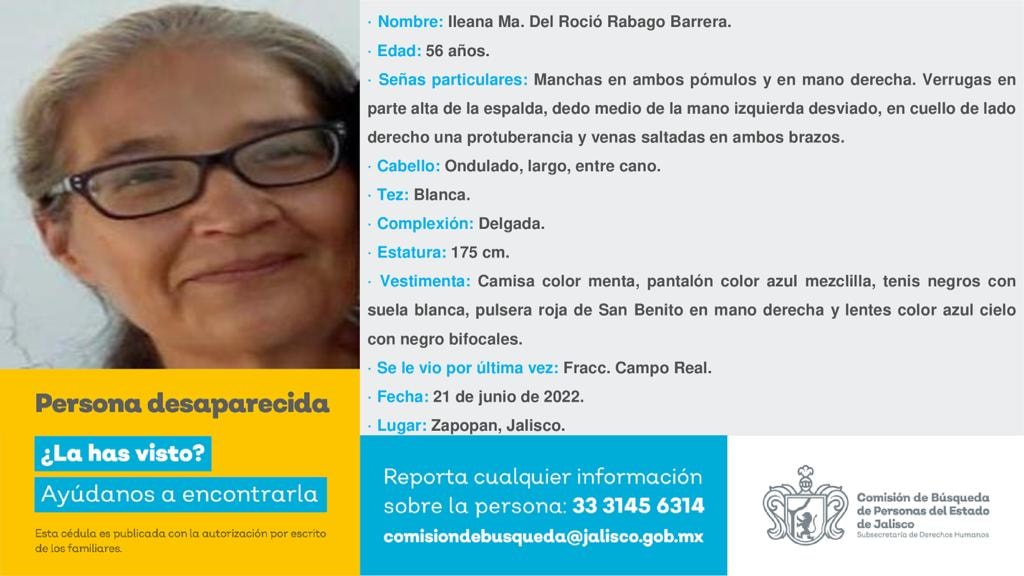 · Nombre: Ileana Ma. Del Roció Rabago Barrera.
· Edad: 56 años.
· Señas particulares: Manchas en ambos pómulos y en mano derecha. Verrugas en
parte alta de la espalda, dedo medio de la mano izquierda desviado, en cuello de lado
derecho una protuberancia y venas saltadas en ambos brazos.
· Cabello: Ondulado, largo, entre cano.
· Tez: Blanca.
· Complexión: Delgada.
· Estatura: 175 cm.
· Vestimenta: Camisa color menta, pantalón color azul mezclilla, tenis negros con
suela blanca, pulsera roja de San Benito en mano derecha y lentes color azul cielo
con negro bifocales.
· Se le vio por última vez: Fracc. Campo Real.
· Fecha: 21 de junio de 2022.
· Lugar: Zapopan, Jalisco.
Persona desaparecida
¿La has visto?
Ayúdanos a encontrarla
Esta cédula es publicada con la autorización por escrito
de los familiares.
Reporta cualquier información
sobre la persona: 33 3145 6314
comisiondebusqueda@jalisco.gob.mx
Comisión de Búsqueda
de Personas del Estado
de Jalisco
Subsecretaría de Derechos Humanos